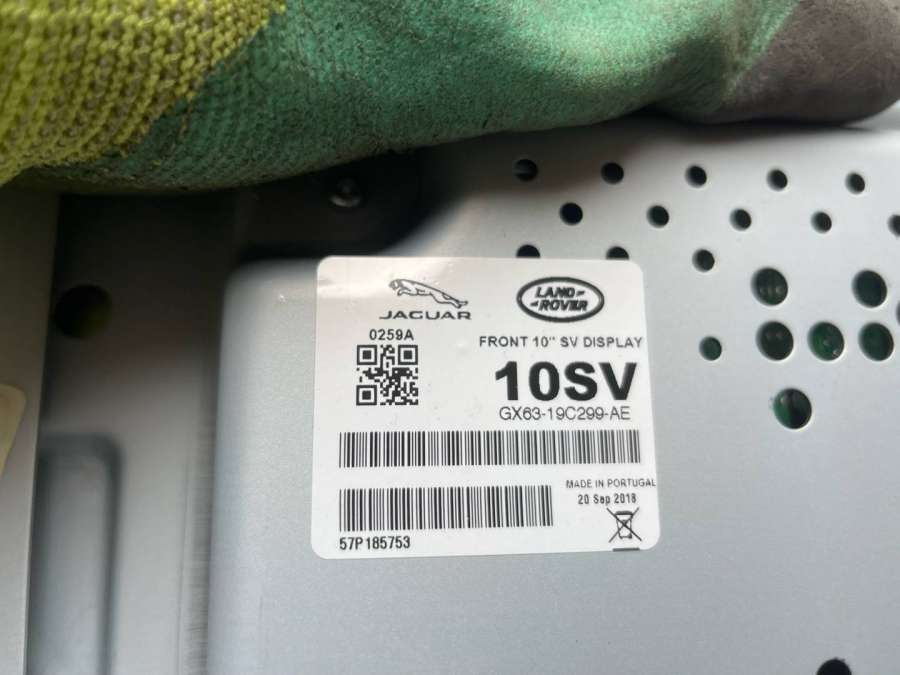 JAGUAR
LAND-
-ROVER
0259A
FRONT 10" SV DISPLAY
10SV
GX63-19C299-AE
MADE IN PORTUGAL
20 Sep 2018
57P185753